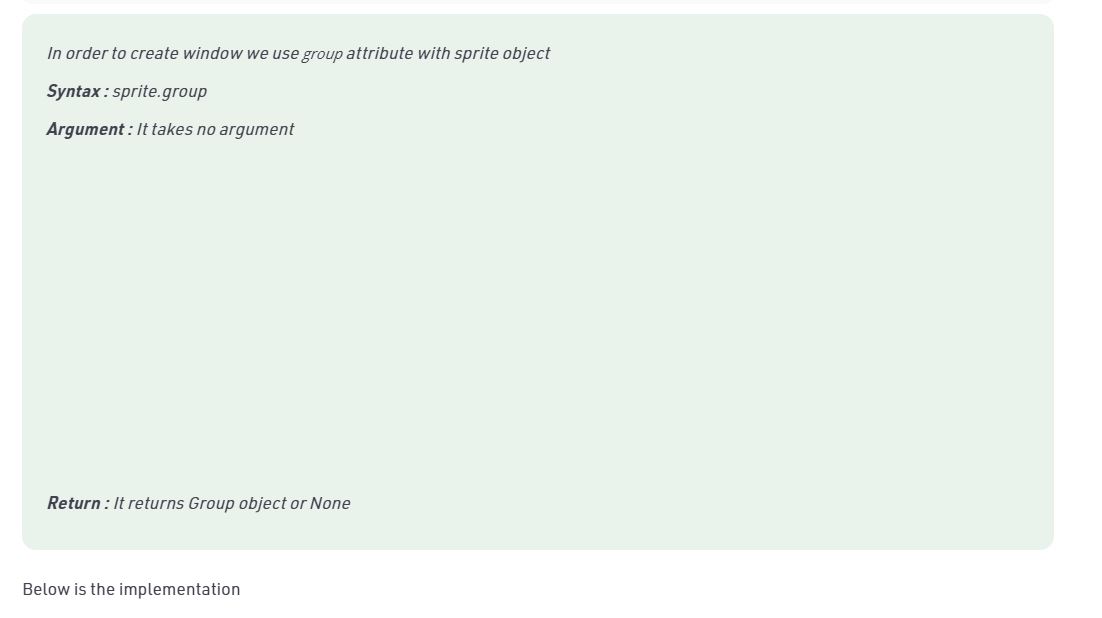 In order to create window we use group attribute with sprite object
Syntax : sprite.group
Argument : It takes no argument
Return : It returns Group object or None
Below is the implementation